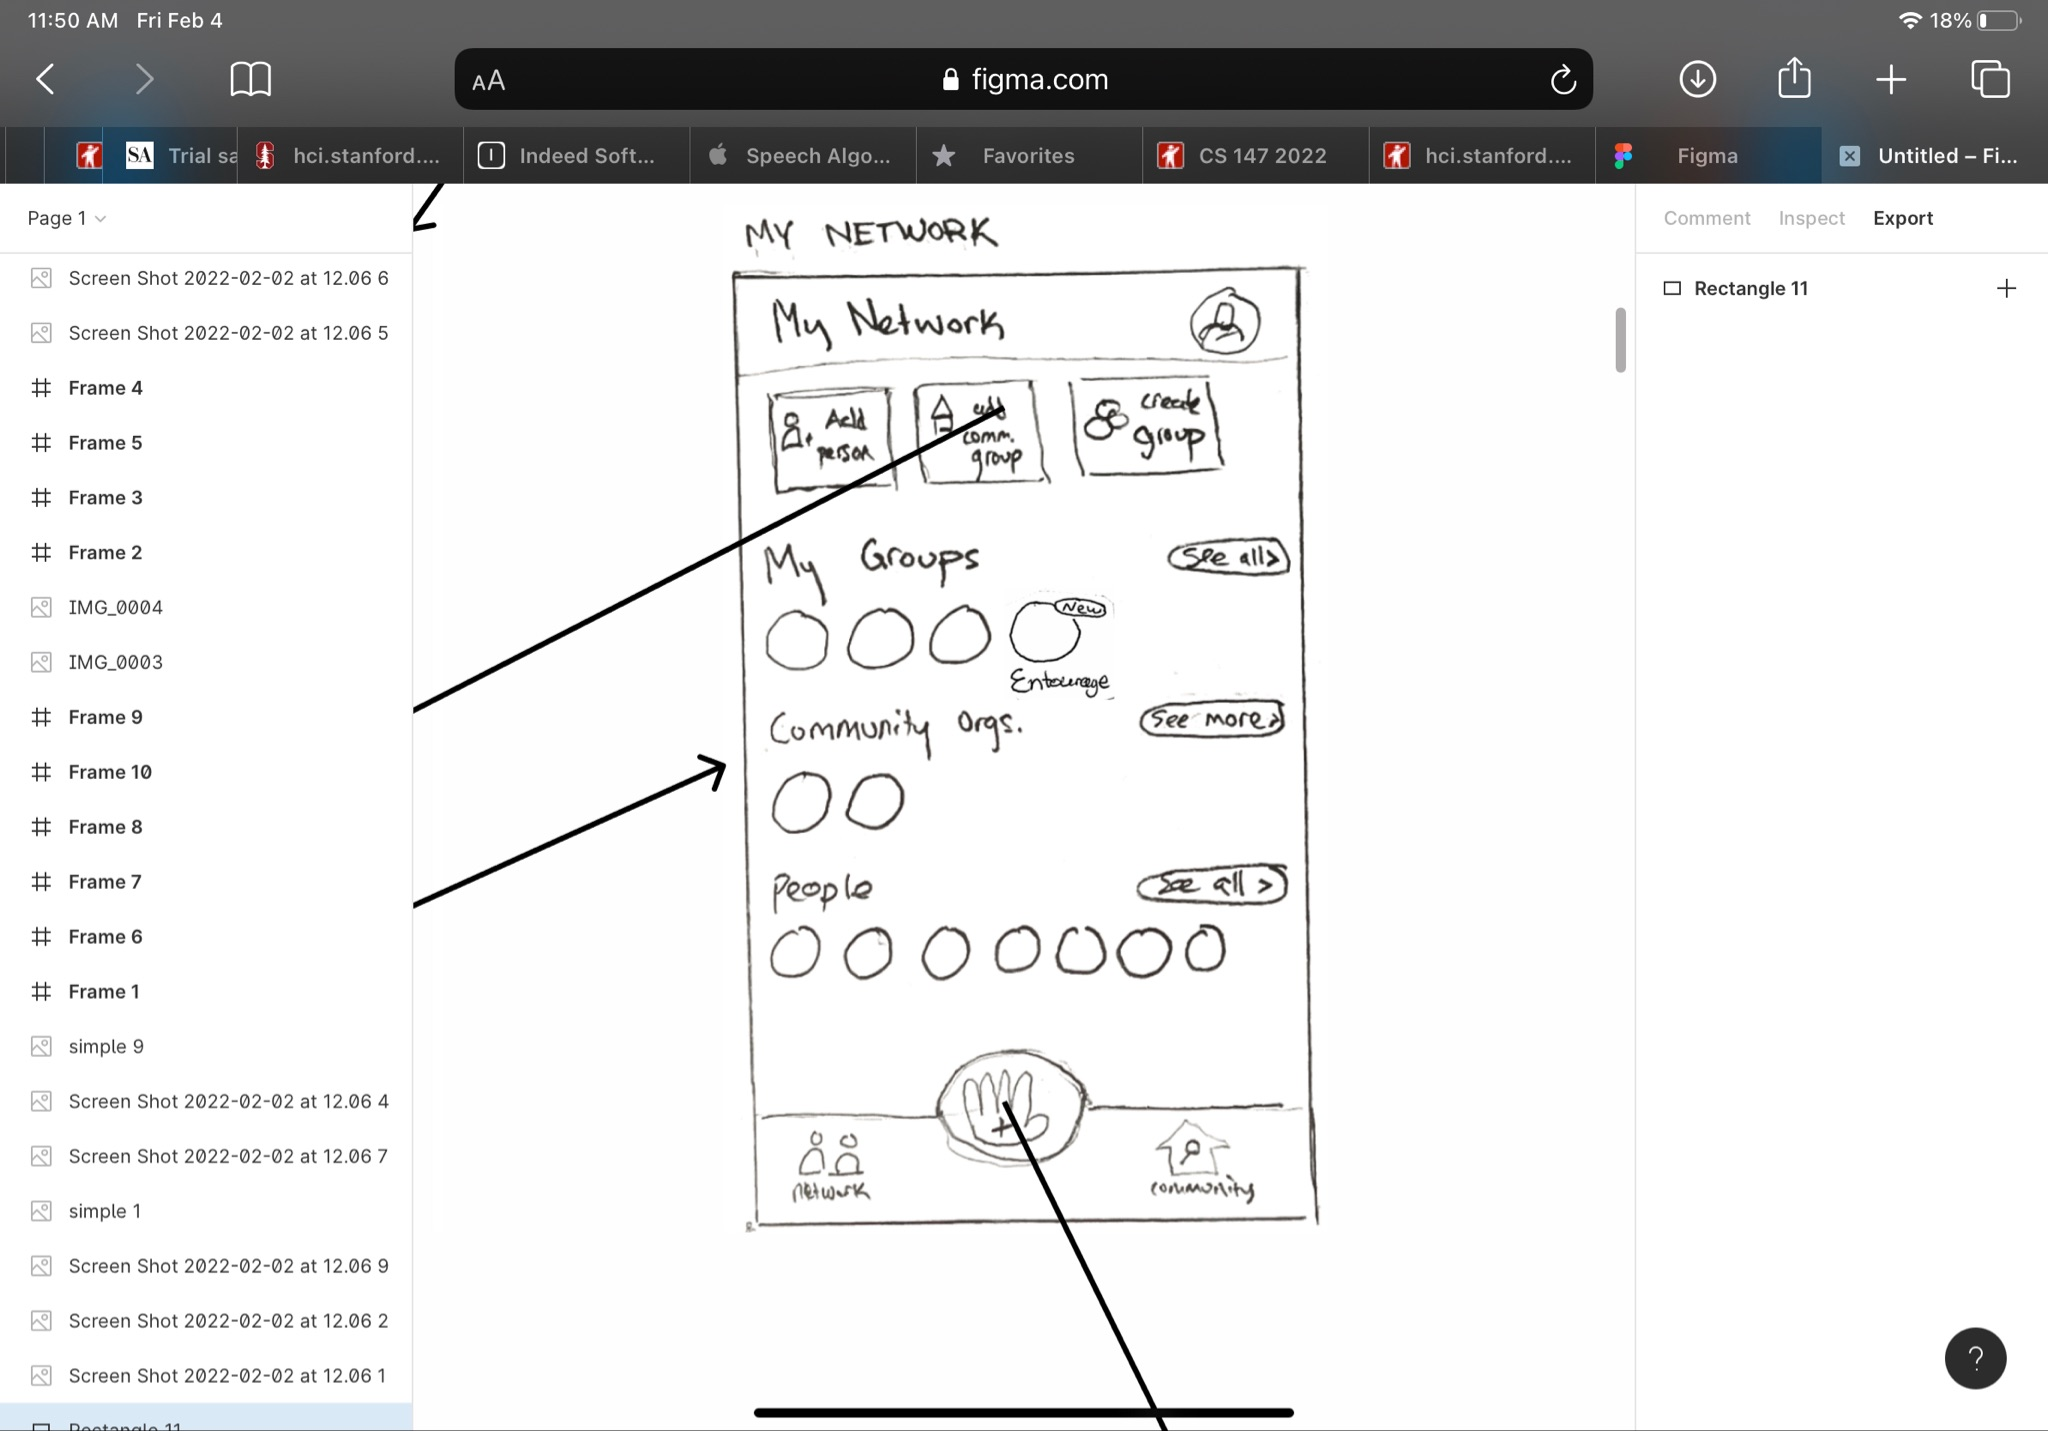 11:50 AM Fri Feb 4
18%
AA
figma.com
SA Trial sa
hci.stanford....
Indeed Soft...
Speech Algo...
Favorites
CS 147 2022
hci.stanford....
Figma
Untitled – Fi...
Page 1
Screen Shot 2022-02-02 at 12.06 6
Screen Shot 2022-02-02 at 12.06 5
Frame 4
Frame 5
Frame 3
Frame 2
IMG_0004
IMG_0003
Frame 9
Frame 10
Frame 8
Frame 7
Frame 6
Frame 1
simple 9
Screen Shot 2022-02-02 at 12.06 4
Screen Shot 2022-02-02 at 12.06 7
simple 1
Screen Shot 2022-02-02 at 12.06 9
Screen Shot 2022-02-02 at 12.06 2
Screen Shot 2022-02-02 at 12.06 1
Rectangle 11
MY NETWORK
My Network
Add
person
add
comm.
group
create
group
My Groups
See all>
New
Entourage
Community Orgs.
See more>
People
See all >
network
community
Comment Inspect Export
Rectangle 11
?